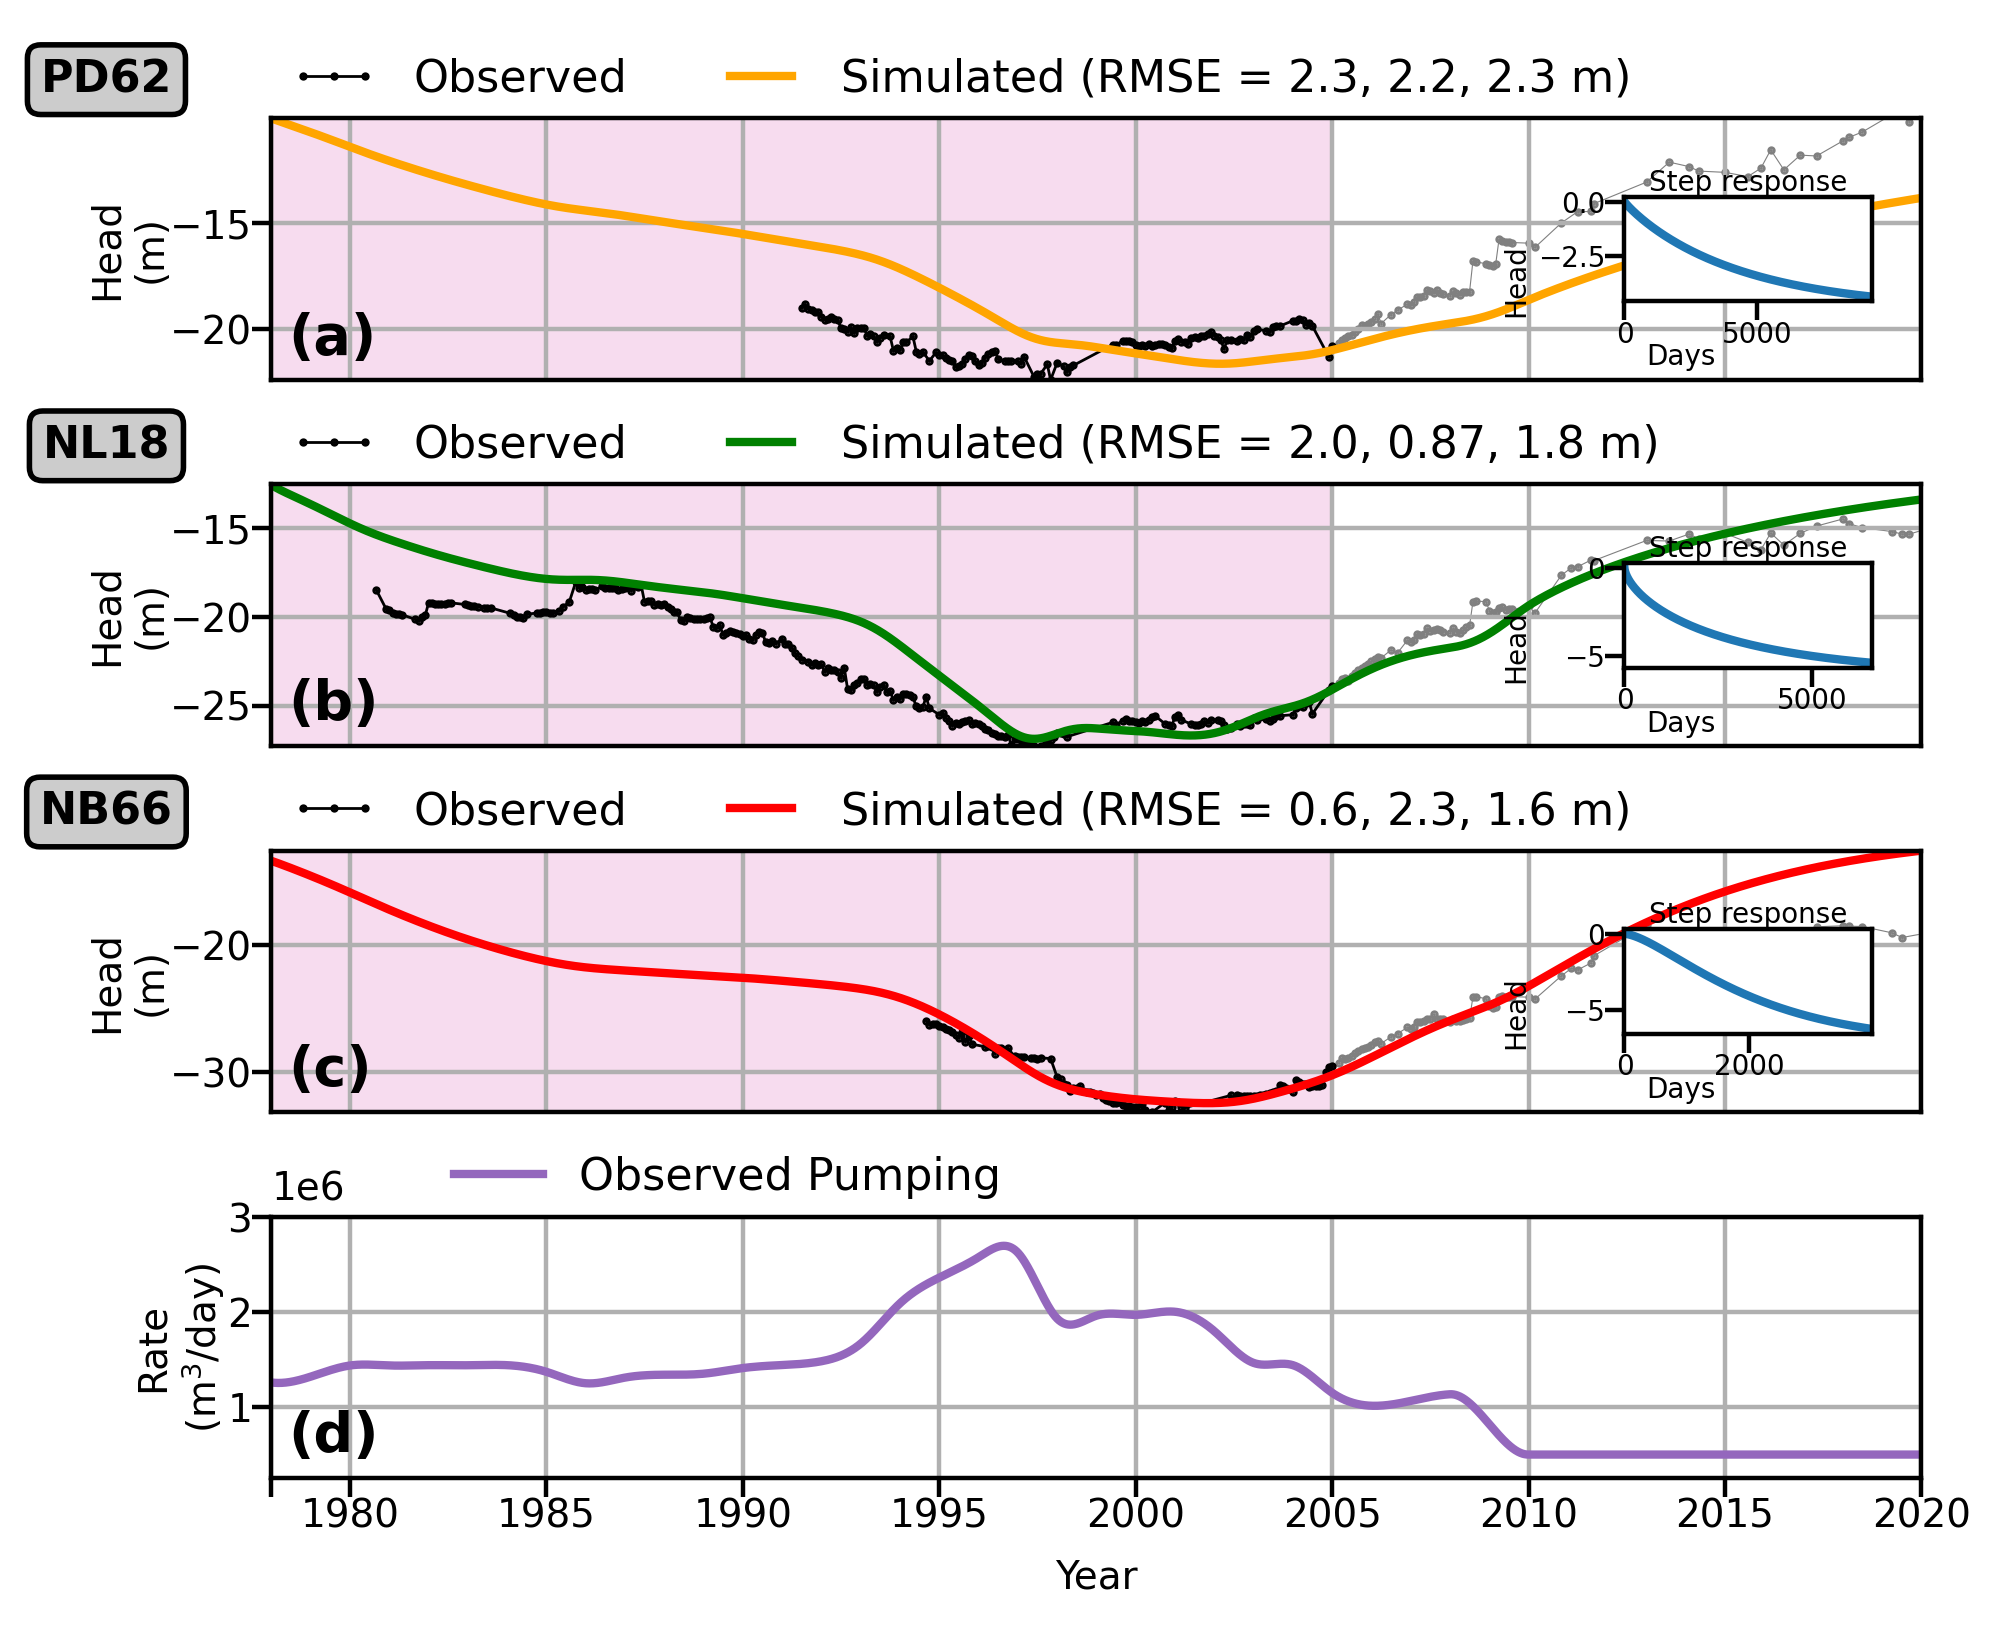 PD62
Observed
Simulated (RMSE = 2.3, 2.2, 2.3 m)
Head
(m)
−15
−20
(a)
Step response
0.0
−2.5
Head
0
5000
Days
NL18
Observed
Simulated (RMSE = 2.0, 0.87, 1.8 m)
Head
(m)
−15
−20
−25
(b)
Step response
0
−5
Head
0
5000
Days
NB66
Observed
Simulated (RMSE = 0.6, 2.3, 1.6 m)
Head
(m)
−20
−30
(c)
Step response
0
−5
Head
0
2000
Days
1e6
Observed Pumping
Rate
(m³/day)
3
2
1
(d)
1980
1985
1990
1995
2000
2005
2010
2015
2020
Year